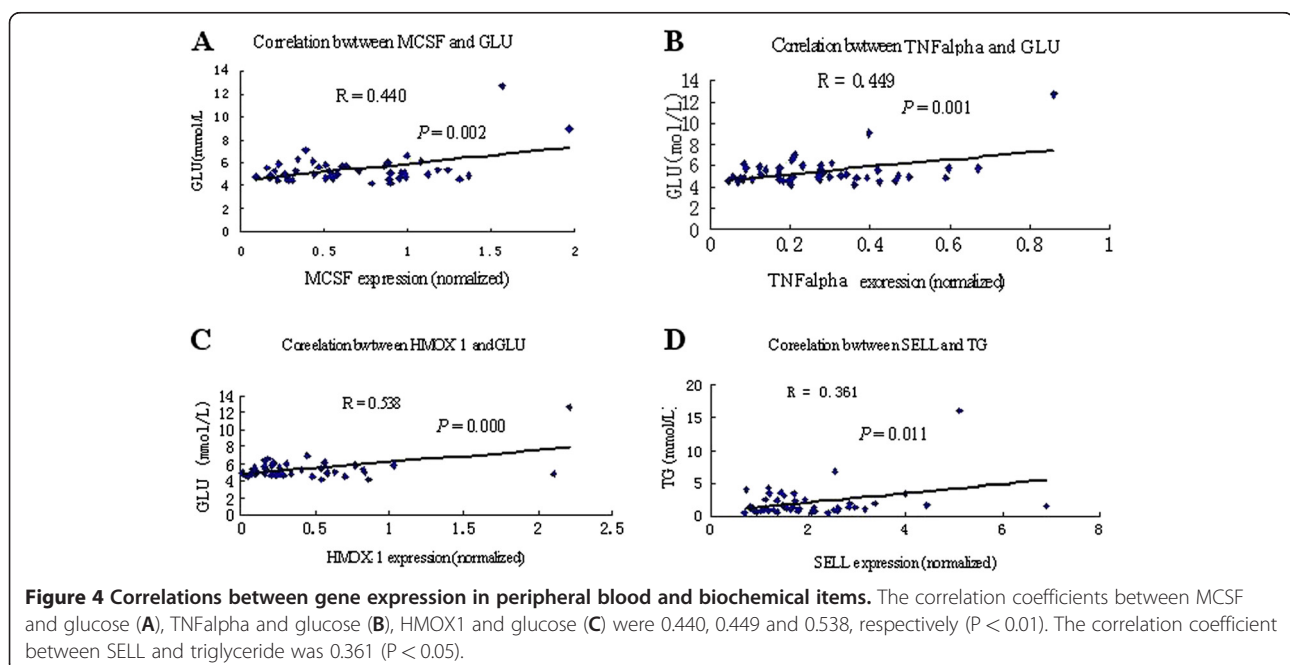 A
Correlation bwtween MCSF and GLU
R = 0.440
P = 0.002
GLU(mmol/L
14
12
10
8
6
4
2
0
0
0.5
1
1.5
2
MCSF expression (nomalized)
B
Correlation bwtween TNFalpha and GLU
R = 0.449
P = 0.001
GLU (mol/L)
14
12
10
8
6
4
2
0
0
0.2
0.4
0.6
0.8
1
TNFalpha exoression (normalized)
C
Coreelation bwtween HMOX 1 and GLU
R = 0.538
P = 0.000
GLU (mmol/L)
14
12
10
8
6
4
2
0
0
0.5
1
1.5
2
2.5
HMOX 1 expression (normalized)
D
Coreelation bwtween SELL and TG
R = 0.361
P = 0.011
TG (mmol/L)
20
15
10
5
0
0
2
4
6
8
SELL expression (normalized)
Figure 4 Correlations between gene expression in peripheral blood and biochemical items. The correlation coefficients between MCSF
and glucose (A), TNFalpha and glucose (B), HMOX1 and glucose (C) were 0.440, 0.449 and 0.538, respectively (P < 0.01). The correlation coefficient
between SELL and triglyceride was 0.361 (P < 0.05).